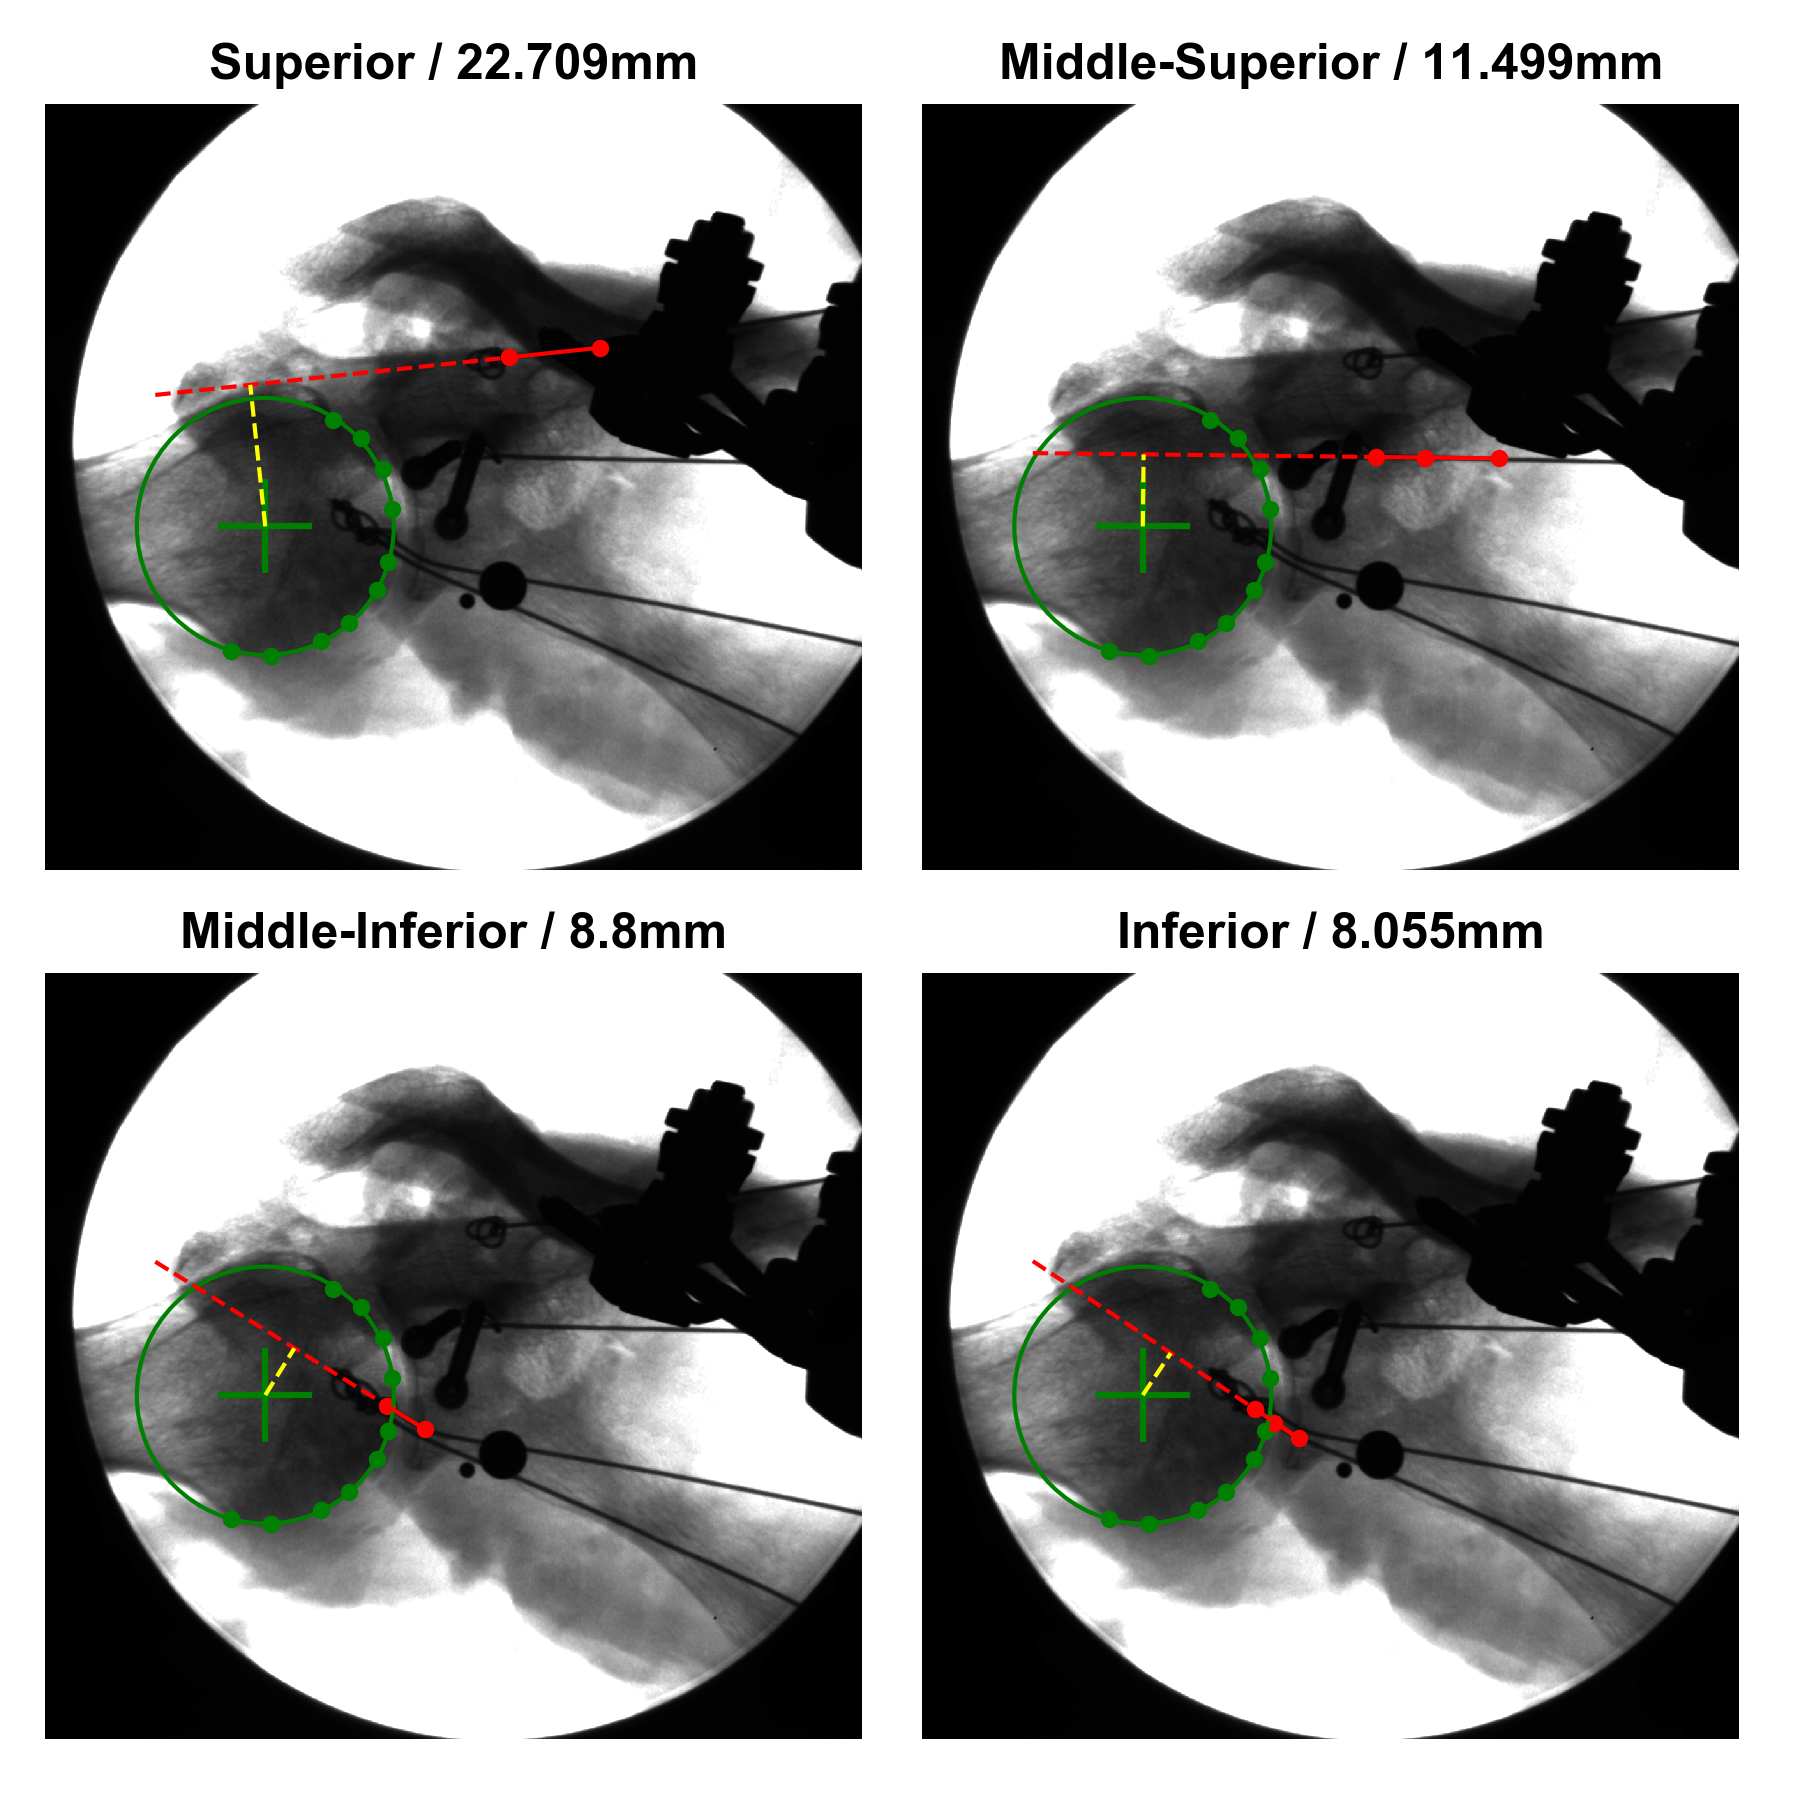 Superior / 22.709mm
Middle-Superior / 11.499mm
Middle-Inferior / 8.8mm
Inferior / 8.055mm